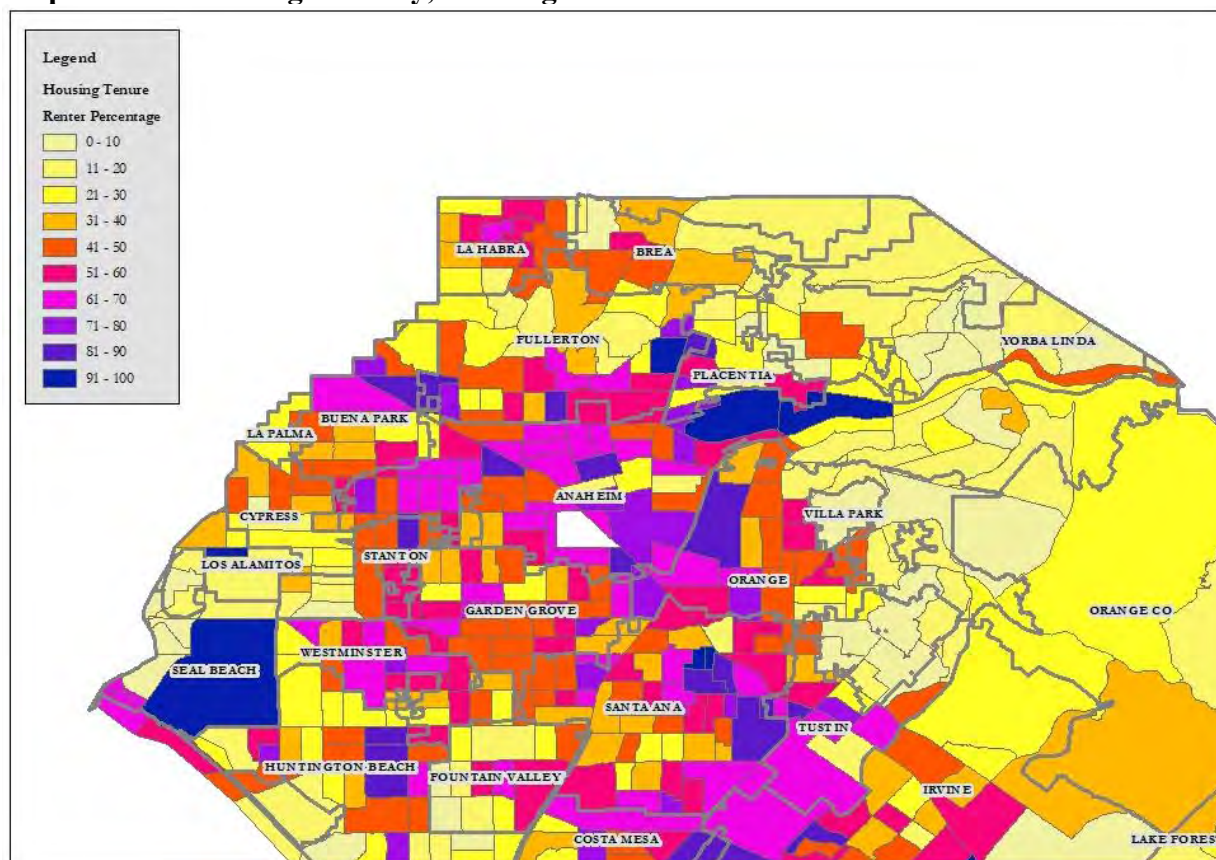 Legend
Housing Tenure
Renter Percentage
0 - 10
11 - 20
21 - 30
31 - 40
41 - 50
51 - 60
61 - 70
71 - 80
81 - 90
91 - 100
LA HABRA
BREA
FULLERTON
YORBA LINDA
PLACENTIA
BUENA PARK
LA PALMA
ANAHEIM
CYPRESS
VILLA PARK
STANTON
LOS ALAMITOS
ORANGE
GARDEN GROVE
ORANGE CO
WESTMINSTER
SEAL BEACH
SANTA ANA
TUSTIN
HUNTINGTON BEACH
FOUNTAIN VALLEY
IRVINE
COSTA MESA
LAKE FORES